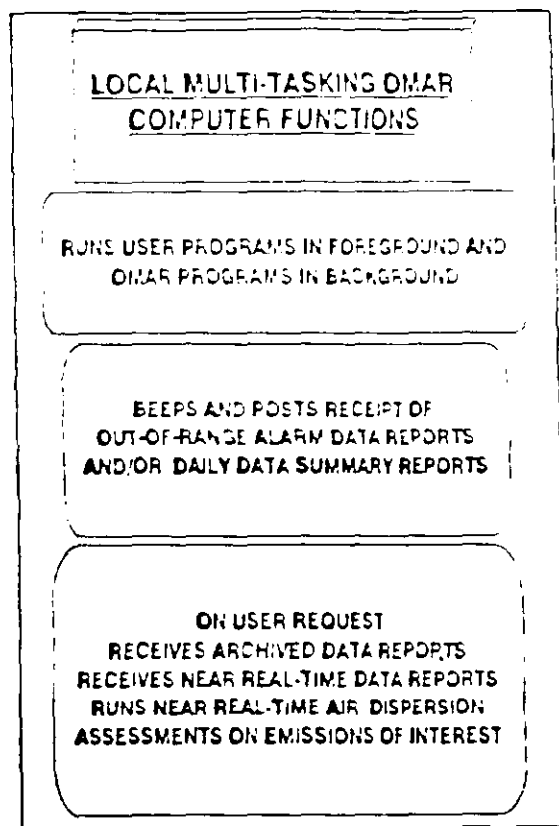 LOCAL MULTI-TASKING OMAR
COMPUTER FUNCTIONS
RUNS USER PROGRAMS IN FOREGROUND AND
OMAR PROGRAMS IN BACKGROUND
BEEPS AND POSTS RECEIPT OF
OUT-OF-RANGE ALARM DATA REPORTS
AND/OR DAILY DATA SUMMARY REPORTS
ON USER REQUEST
RECEIVES ARCHIVED DATA REPORTS
RECEIVES NEAR REAL-TIME DATA REPORTS
RUNS NEAR REAL-TIME AIR DISPERSION
ASSESSMENTS ON EMISSIONS OF INTEREST